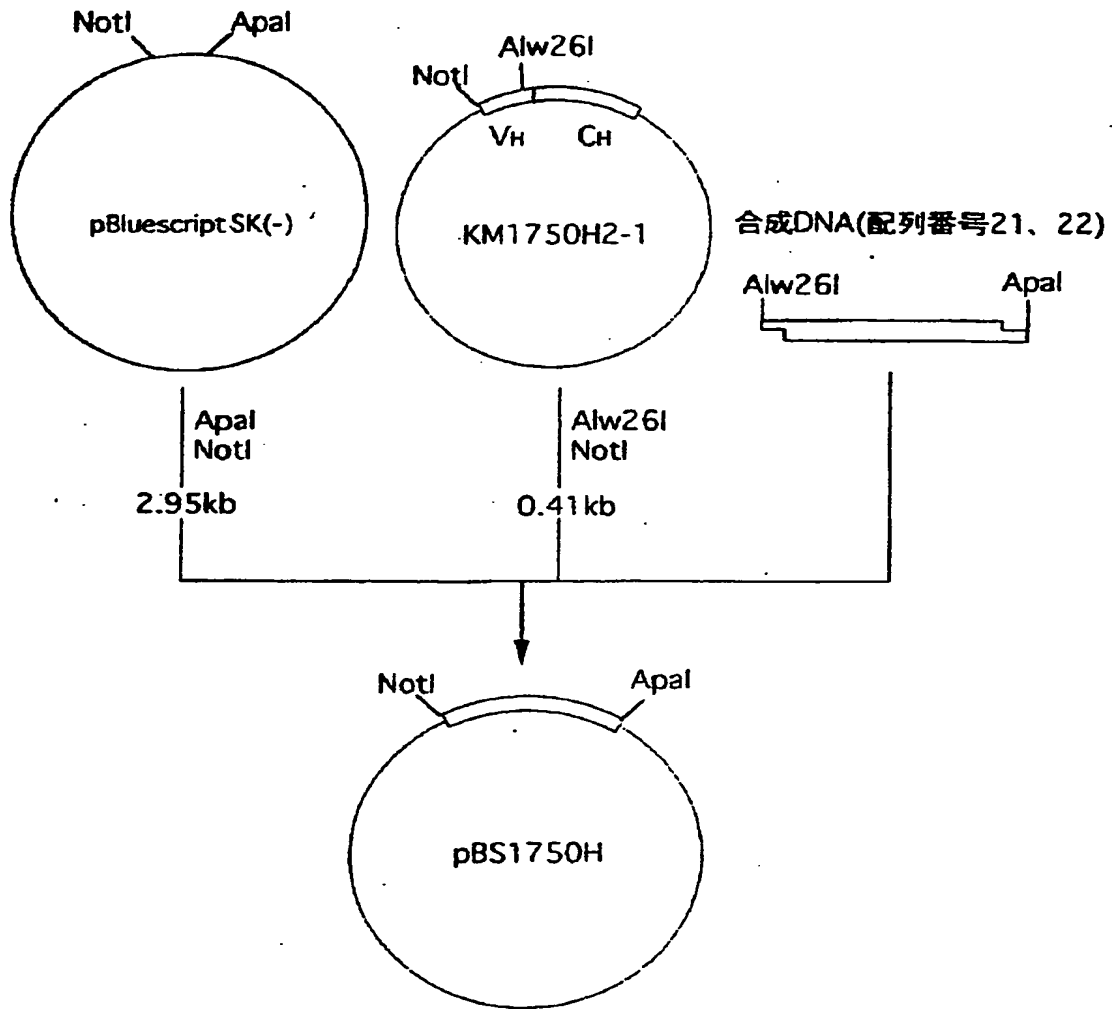 NotI
ApaI
Alw26I
NotI
VH
CH
pBluescript SK(-)
KM1750H2-1
合成DNA(配列番号21、22)
Alw26I
ApaI
ApaI
NotI
2.95kb
Alw26I
NotI
0.41kb
NotI
ApaI
pBS1750H